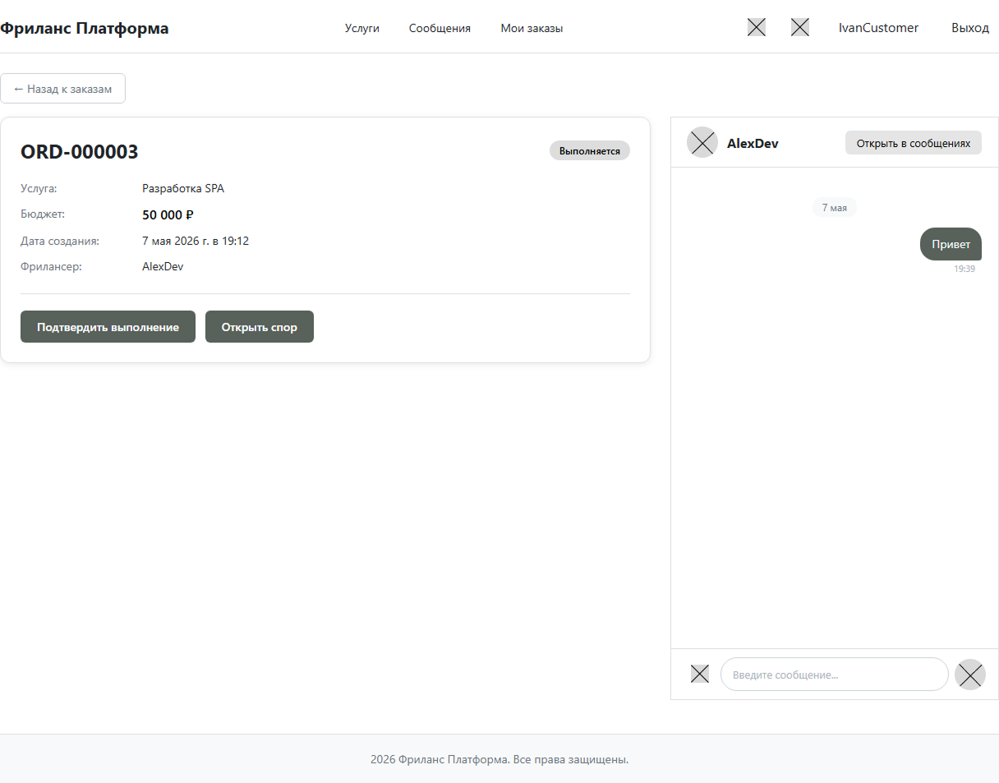 Фриланс Платформа
Услуги Сообщения Мои заказы
IvanCustomer Выход
← Назад к заказам
ORD-000003
Выполняется
Услуга: Разработка SPA
Бюджет: 50 000 ₽
Дата создания: 7 мая 2026 г. в 19:12
Фрилансер: AlexDev
Подтвердить выполнение Открыть спор
AlexDev Открыть в сообщениях
7 мая
Привет
19:39
Введите сообщение...
2026 Фриланс Платформа. Все права защищены.